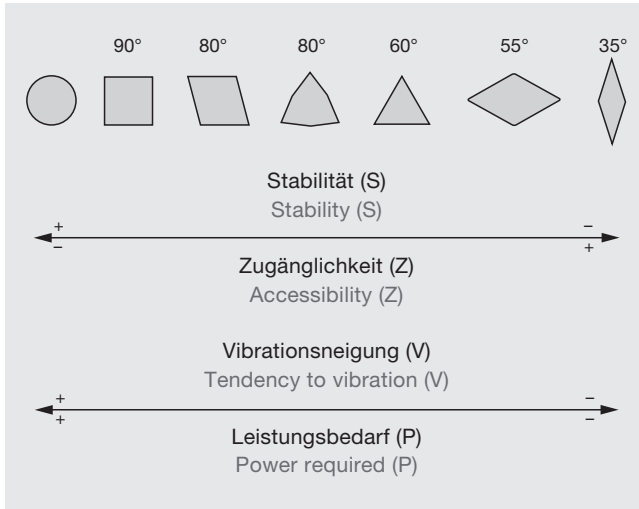 90° 80° 80° 60° 55° 35°
Stabilität (S)
Stability (S)
+ –
– +
Zugänglichkeit (Z)
Accessibility (Z)
Vibrationsneigung (V)
Tendency to vibration (V)
+ –
+ –
Leistungsbedarf (P)
Power required (P)